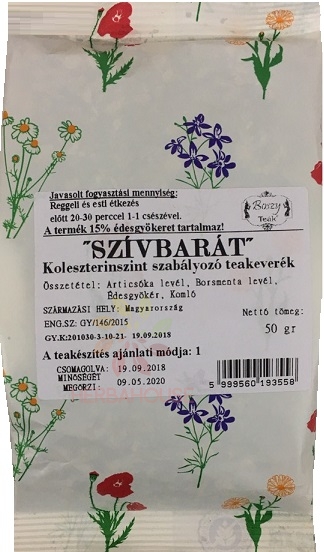 Javasolt fogyasztási mennyiség:
Reggeli és esti étkezés
előtt 20-30 perccel 1-1 csészével.
A termék 15% édesgyökeret tartalmaz!
Buszy
Teák
"SZÍVBARÁT"
Koleszterinszint szabályozó teakeverék
Összetétel: Articsóka levél, Borsmenta levél,
Édesgyökér, Komló
SZÁRMAZÁSI HELY: Magyarország
Nettó tömeg:
ENG.SZ: GY/146/2015
50 gr
GY.K:201030-3-10-21- 19.09.2018
A teakészítés ajánlati módja: 1
CSOMAGOLVA: 19.09.2018
MINŐSÉGÉT
MEGŐRZI: 09.05.2020
5 999560 193558